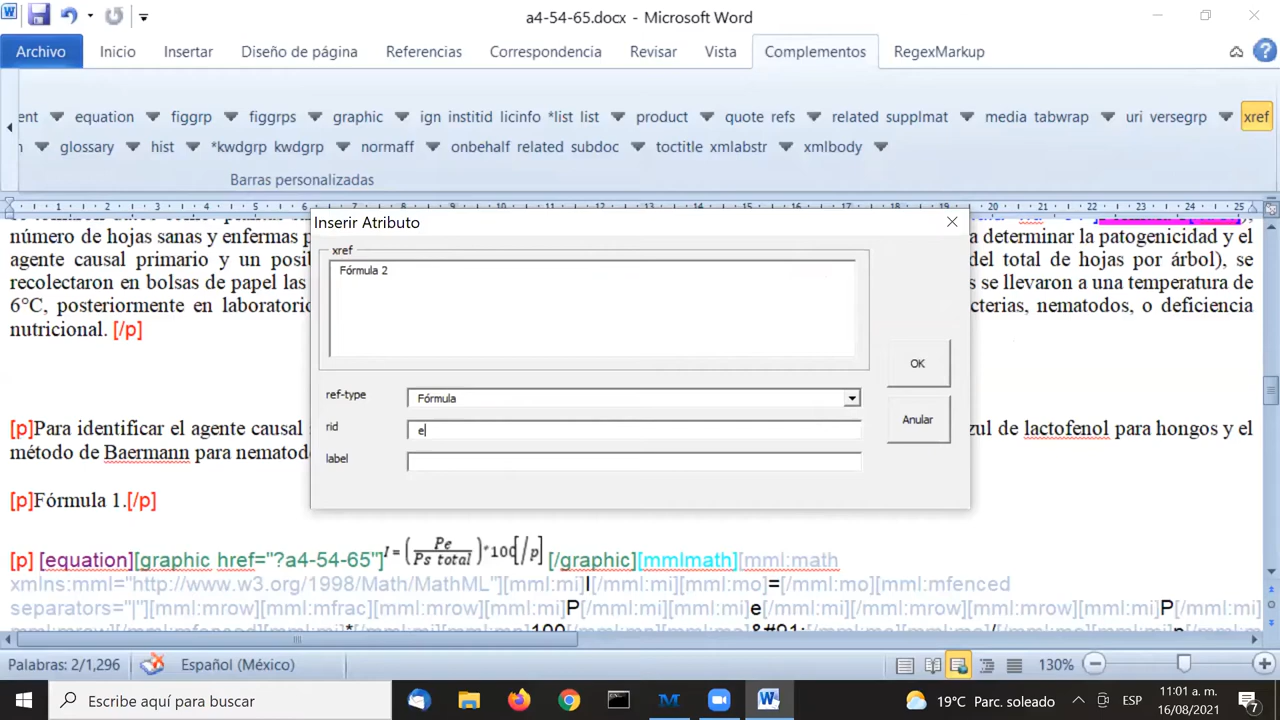 a4-54-65.docx - Microsoft Word
Archivo Inicio Insertar Diseño de página Referencias Correspondencia Revisar Vista Complementos RegexMarkup
ent equation figgrp figgrps graphic ign institid licinfo *list list product quote refs related supplmat media tabwrap uri versegrp xref
glossary hist *kwdgrp kwdgrp normaff onbehalf related subdoc toctitle xmlabstr xmlbody
Barras personalizadas
Inserir Atributo
xref
Fórmula 2
ref-type Fórmula
rid e
label
OK
Anular
número de hojas sanas y enfermas p a determinar la patogenicidad y el
agente causal primario y un posib del total de hojas por árbol), se
recolectaron en bolsas de papel las s se llevaron a una temperatura de
6°C, posteriormente en laboratorio cterias, nematodos, o deficiencia
nutricional. [/p]
[p]Para identificar el agente causal zul de lactofenol para hongos y el
método de Baermann para nemato
[p]Fórmula 1.[/p]
[p] [equation][graphic href="?a4-54-65"]I = (Pe/Ps total)*100[/p] [/graphic][mmlmath][mml:math
xmlns:mml="http://www.w3.org/1998/Math/MathML"][mml:mi]I[/mml:mi][mml:mo]=[/mml:mo][mml:mfenced
separators="|"][mml:mrow][mml:mfrac][mml:mrow][mml:mi]P[/mml:mi][mml:mi]e[/mml:mi][/mml:mrow][mml:mrow][mml:mi]P[/mml:mi]
Palabras: 2/1,296 Español (México) 130%
Escribe aquí para buscar
19°C Parc. soleado ESP 11:01 a. m.
16/08/2021
7